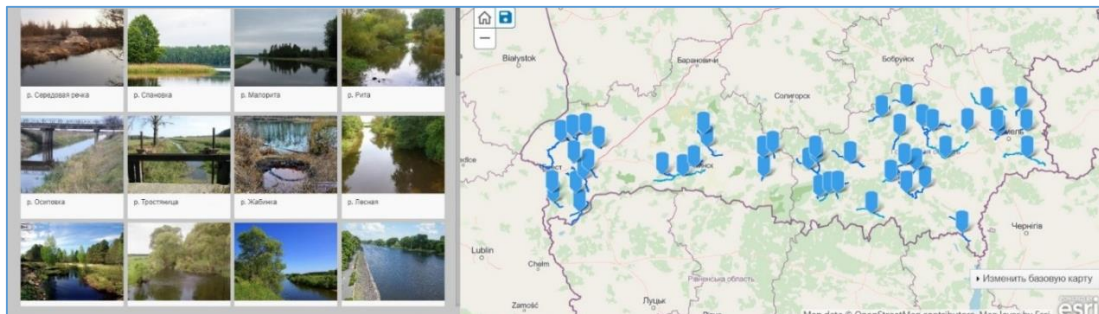 р. Середовая речка
р. Спановка
р. Малорита
р. Рита
р. Осиповка
р. Тростяница
р. Жабинка
р. Лесная
Białystok
Барановичи
Бобруйск
Солигорск
Lublin
Chełm
Zamość
Луцьк
Рівненська область
Чернігів
Изменить базовую карту
esri